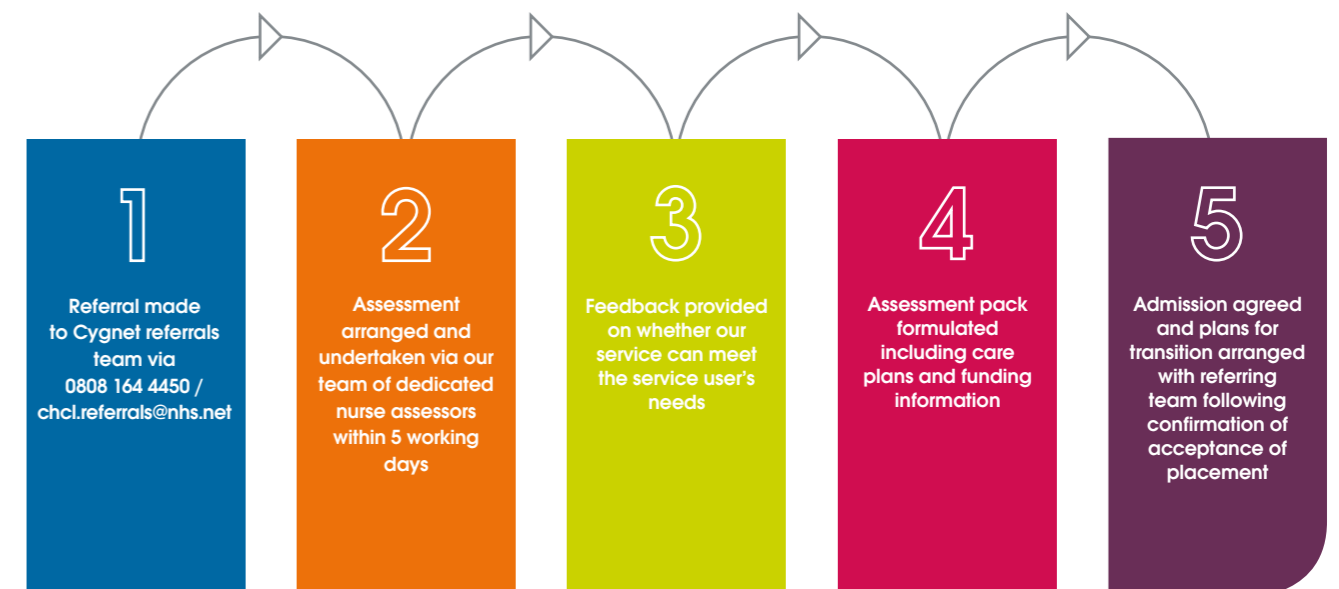 1
Referral made
to Cygnet referrals
team via
0808 164 4450 /
chcl.referrals@nhs.net
2
Assessment
arranged and
undertaken via our
team of dedicated
nurse assessors
within 5 working
days
3
Feedback provided
on whether our
service can meet
the service user's
needs
4
Assessment pack
formulated
including care
plans and funding
information
5
Admission agreed
and plans for
transition arranged
with referring
team following
confirmation of
acceptance of
placement